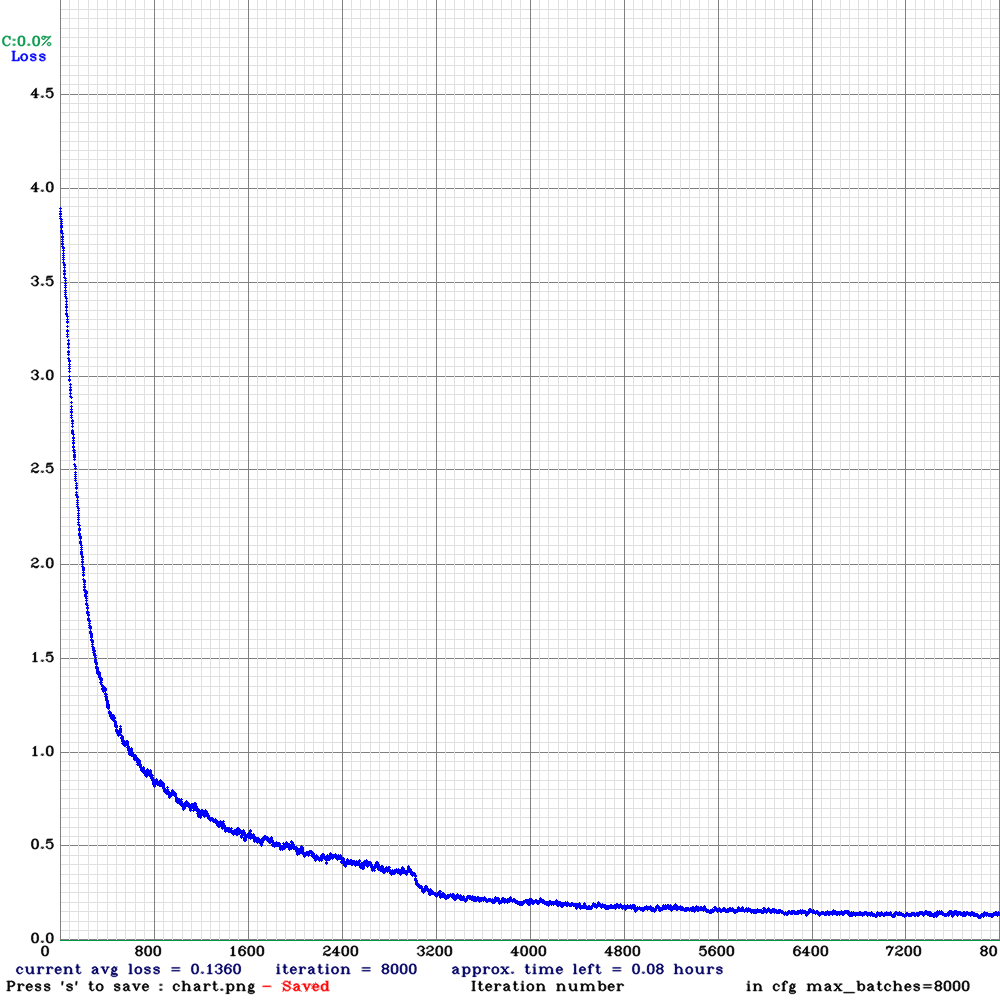 C:0.0%
Loss
4.5
4.0
3.5
3.0
2.5
2.0
1.5
1.0
0.5
0.0
0 800 1600 2400 3200 4000 4800 5600 6400 7200 80
current avg loss = 0.1360 iteration = 8000 approx. time left = 0.08 hours
Press 's' to save : chart.png - Saved Iteration number in cfg max_batches=8000